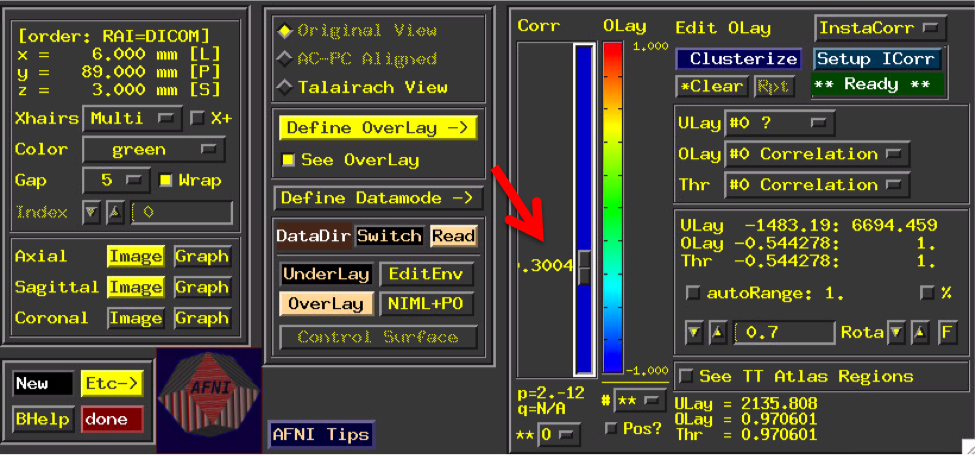 [order: RAI=DICOM]
x = 6.000 mm [L]
y = 89.000 mm [P]
z = 3.000 mm [S]
Xhairs Multi X+
Color green
Gap 5 Wrap
Index 0
Axial Image Graph
Sagittal Image Graph
Coronal Image Graph
New Etc->
BHelp done
AFNI
Original View
AC-PC Aligned
Talairach View
Define OverLay ->
See OverLay
Define Datamode ->
DataDir Switch Read
UnderLay EditEnv
OverLay NIML+PO
Control Surface
AFNI Tips
Corr
.3004
p=2.-12
q=N/A
** 0
OLay
1.000
-1.000
# **
Pos?
Edit OLay InstaCorr
Clusterize Setup ICorr
*Clear Rpt ** Ready **
ULay #0 ?
OLay #0 Correlation
Thr #0 Correlation
ULay -1483.19: 6694.459
OLay -0.544278: 1.
Thr -0.544278: 1.
autoRange: 1. %
0.7 Rota F
See TT Atlas Regions
ULay = 2135.808
OLay = 0.970601
Thr = 0.970601